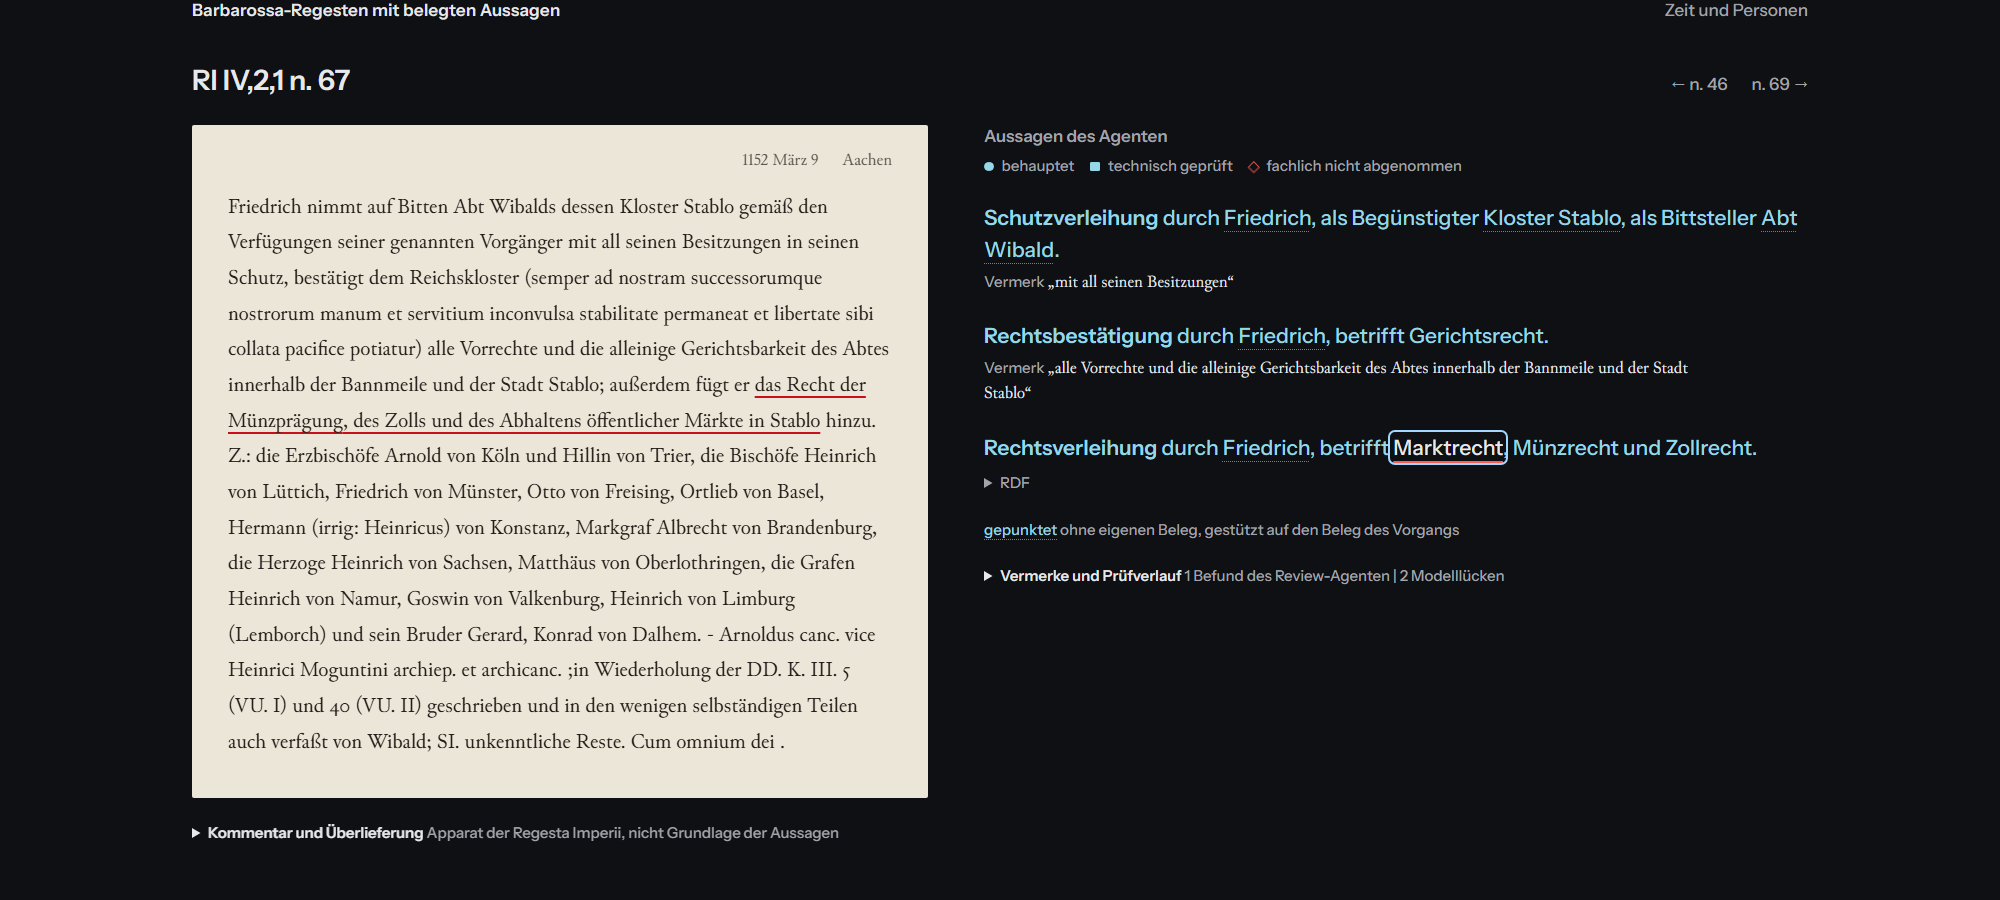 Barbarossa-Regesten mit belegten Aussagen
Zeit und Personen
RI IV,2,1 n. 67
← n. 46 n. 69 →
1152 März 9 Aachen
Friedrich nimmt auf Bitten Abt Wibalds dessen Kloster Stablo gemäß den
Verfügungen seiner genannten Vorgänger mit all seinen Besitzungen in seinen
Schutz, bestätigt dem Reichskloster (semper ad nostram successorumque
nostrorum manum et servitium inconvulsa stabilitate permaneat et libertate sibi
collata pacifice potiatur) alle Vorrechte und die alleinige Gerichtsbarkeit des Abtes
innerhalb der Bannmeile und der Stadt Stablo; außerdem fügt er das Recht der
Münzprägung, des Zolls und des Abhaltens öffentlicher Märkte in Stablo hinzu.
Z.: die Erzbischöfe Arnold von Köln und Hillin von Trier, die Bischöfe Heinrich
von Lüttich, Friedrich von Münster, Otto von Freising, Ortlieb von Basel,
Hermann (irrig: Heinricus) von Konstanz, Markgraf Albrecht von Brandenburg,
die Herzoge Heinrich von Sachsen, Matthäus von Oberlothringen, die Grafen
Heinrich von Namur, Goswin von Valkenburg, Heinrich von Limburg
(Lemborch) und sein Bruder Gerard, Konrad von Dalhem. - Arnoldus canc. vice
Heinrici Moguntini archiep. et archicanc. ;in Wiederholung der DD. K. III. 5
(VU. I) und 40 (VU. II) geschrieben und in den wenigen selbständigen Teilen
auch verfaßt von Wibald; SI. unkenntliche Reste. Cum omnium dei .
Kommentar und Überlieferung Apparat der Regesta Imperii, nicht Grundlage der Aussagen
Aussagen des Agenten
behauptet technisch geprüft fachlich nicht abgenommen
Schutzverleihung durch Friedrich, als Begünstigter Kloster Stablo, als Bittsteller Abt
Wibald.
Vermerk „mit all seinen Besitzungen“
Rechtsbestätigung durch Friedrich, betrifft Gerichtsrecht.
Vermerk „alle Vorrechte und die alleinige Gerichtsbarkeit des Abtes innerhalb der Bannmeile und der Stadt
Stablo“
Rechtsverleihung durch Friedrich, betrifft Marktrecht, Münzrecht und Zollrecht.
RDF
gepunktet ohne eigenen Beleg, gestützt auf den Beleg des Vorgangs
Vermerke und Prüfverlauf 1 Befund des Review-Agenten | 2 Modelllücken